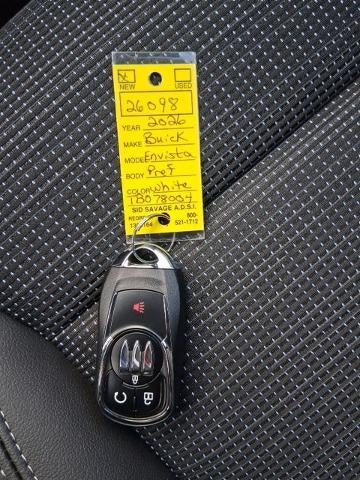 X
NEW USED
26098
YEAR 2026
MAKE Buick
MODEL Envista
BODY Pref
COLOR White
TB078004
SID SAVAGE A.D.S.I.
800-
521-1712